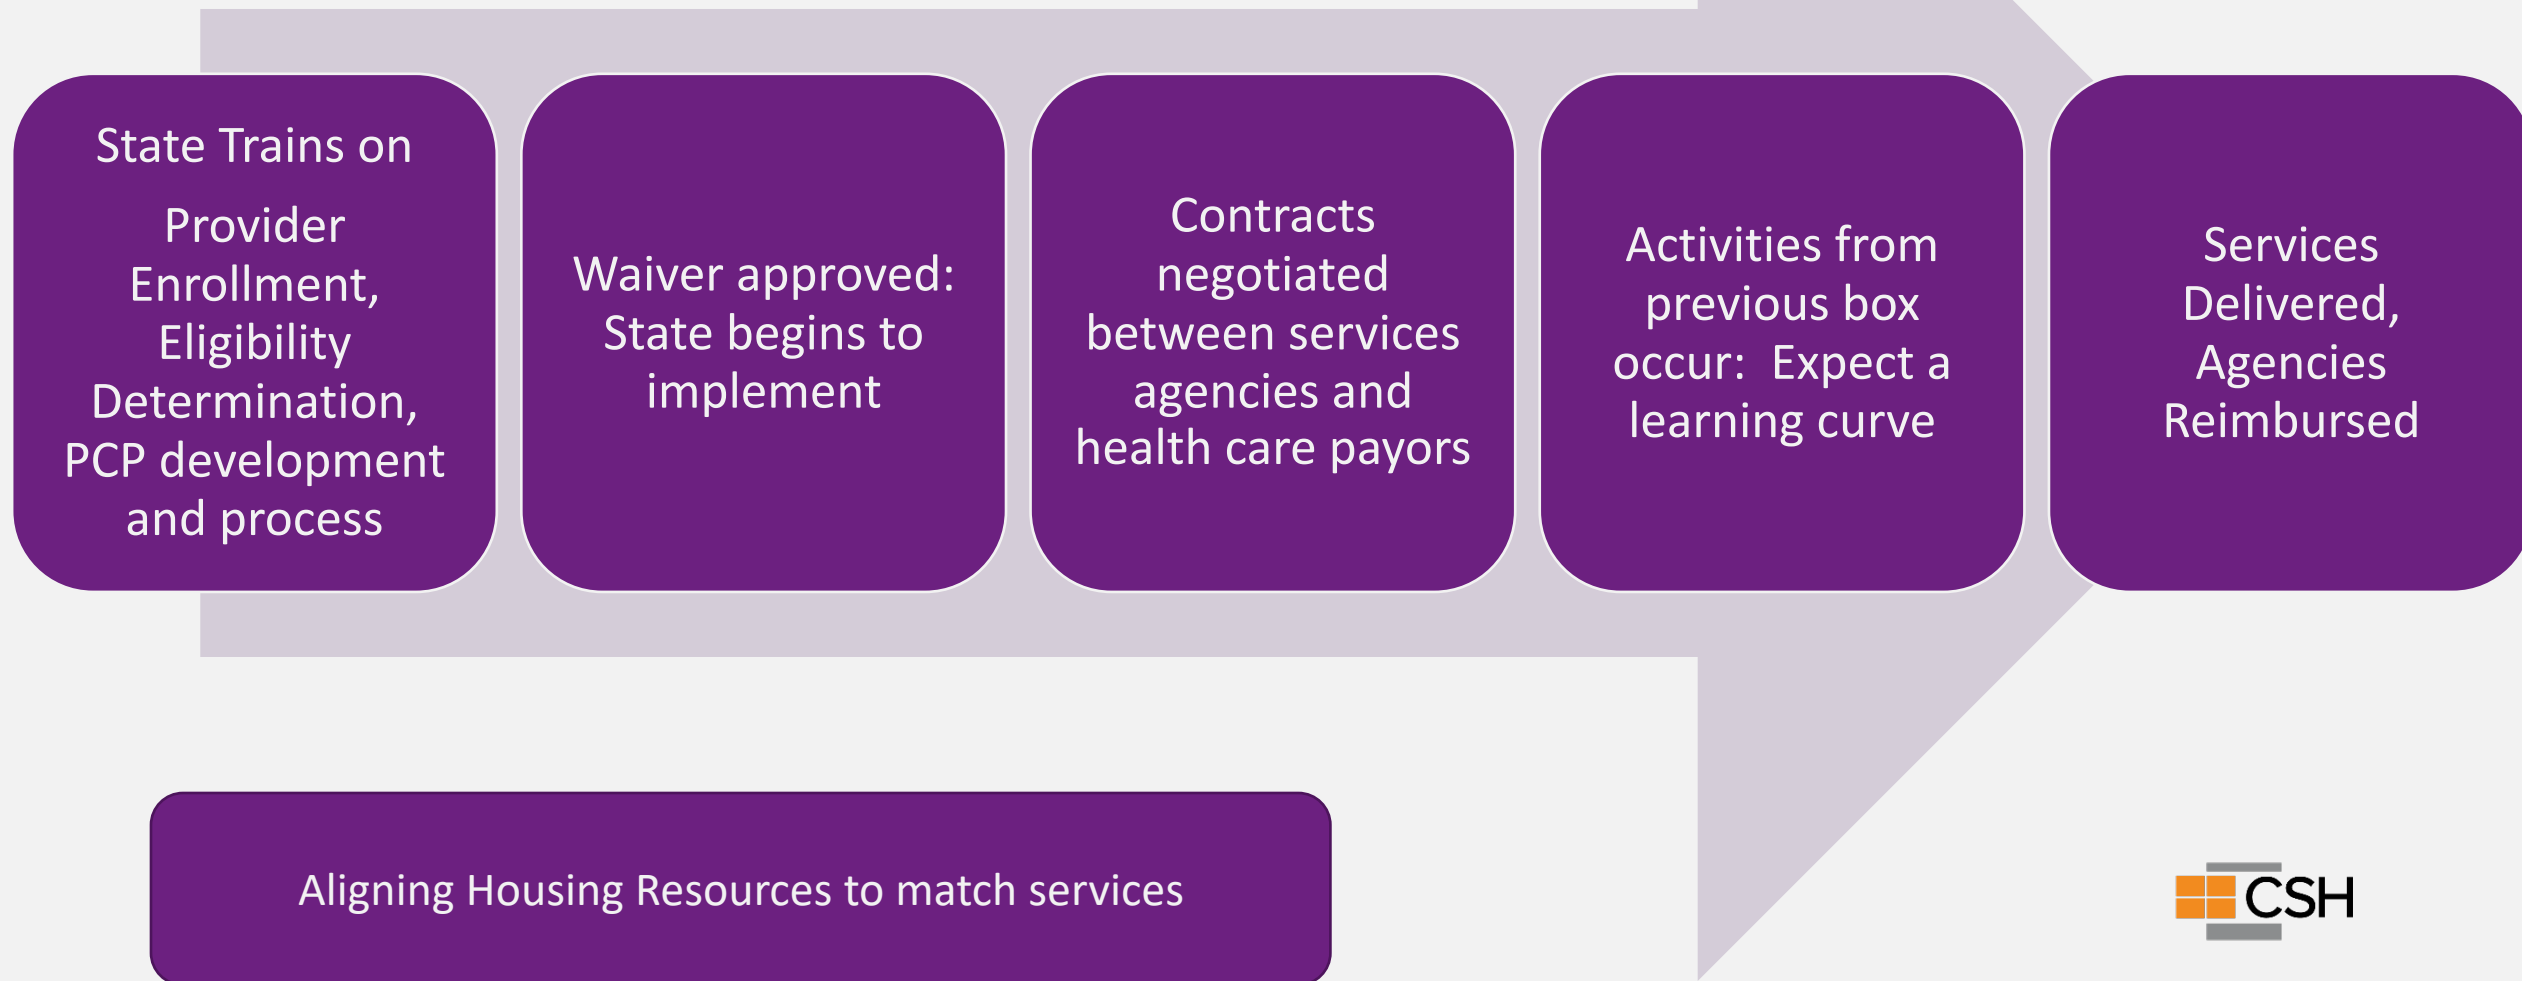 State Trains on
Provider
Enrollment,
Eligibility
Determination,
PCP development
and process
Waiver approved:
State begins to
implement
Contracts
negotiated
between services
agencies and
health care payors
Activities from
previous box
occur:  Expect a
learning curve
Services
Delivered,
Agencies
Reimbursed
Aligning Housing Resources to match services
CSH